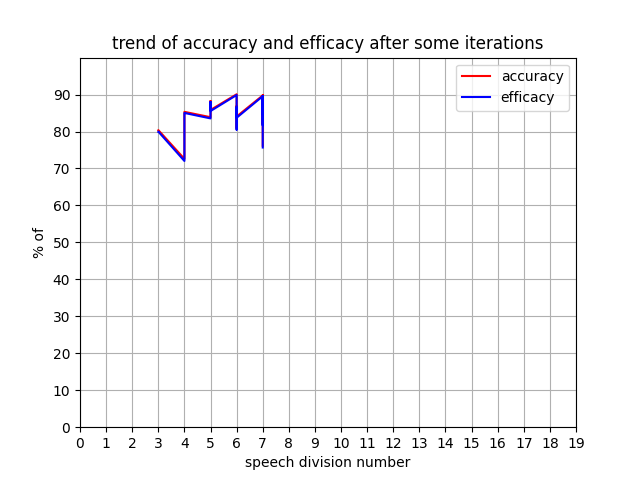 trend of accuracy and efficacy after some iterations
accuracy
efficacy
90
80
70
60
50
40
30
20
10
0
% of
0 1 2 3 4 5 6 7 8 9 10 11 12 13 14 15 16 17 18 19
speech division number